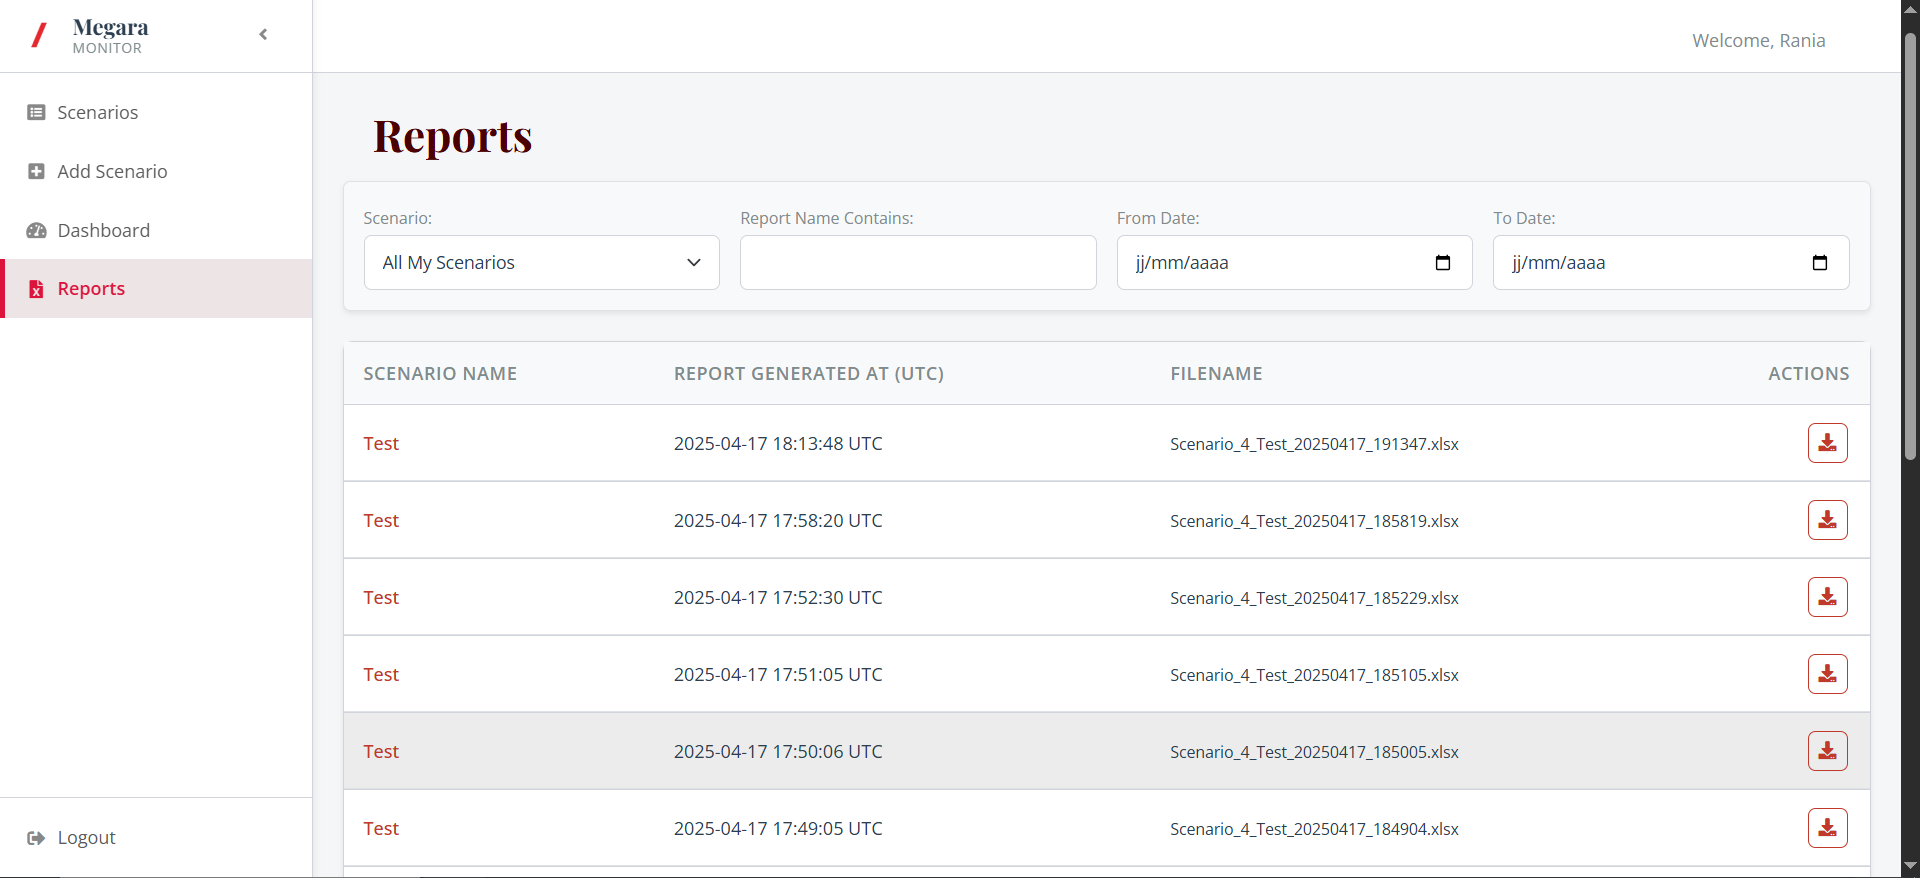 Megara
MONITOR
Welcome, Rania
Scenarios
Add Scenario
Dashboard
Reports
Logout
Reports
Scenario: Report Name Contains: From Date: To Date:
All My Scenarios jj/mm/aaaa jj/mm/aaaa
SCENARIO NAME REPORT GENERATED AT (UTC) FILENAME ACTIONS
Test 2025-04-17 18:13:48 UTC Scenario_4_Test_20250417_191347.xlsx
Test 2025-04-17 17:58:20 UTC Scenario_4_Test_20250417_185819.xlsx
Test 2025-04-17 17:52:30 UTC Scenario_4_Test_20250417_185229.xlsx
Test 2025-04-17 17:51:05 UTC Scenario_4_Test_20250417_185105.xlsx
Test 2025-04-17 17:50:06 UTC Scenario_4_Test_20250417_185005.xlsx
Test 2025-04-17 17:49:05 UTC Scenario_4_Test_20250417_184904.xlsx